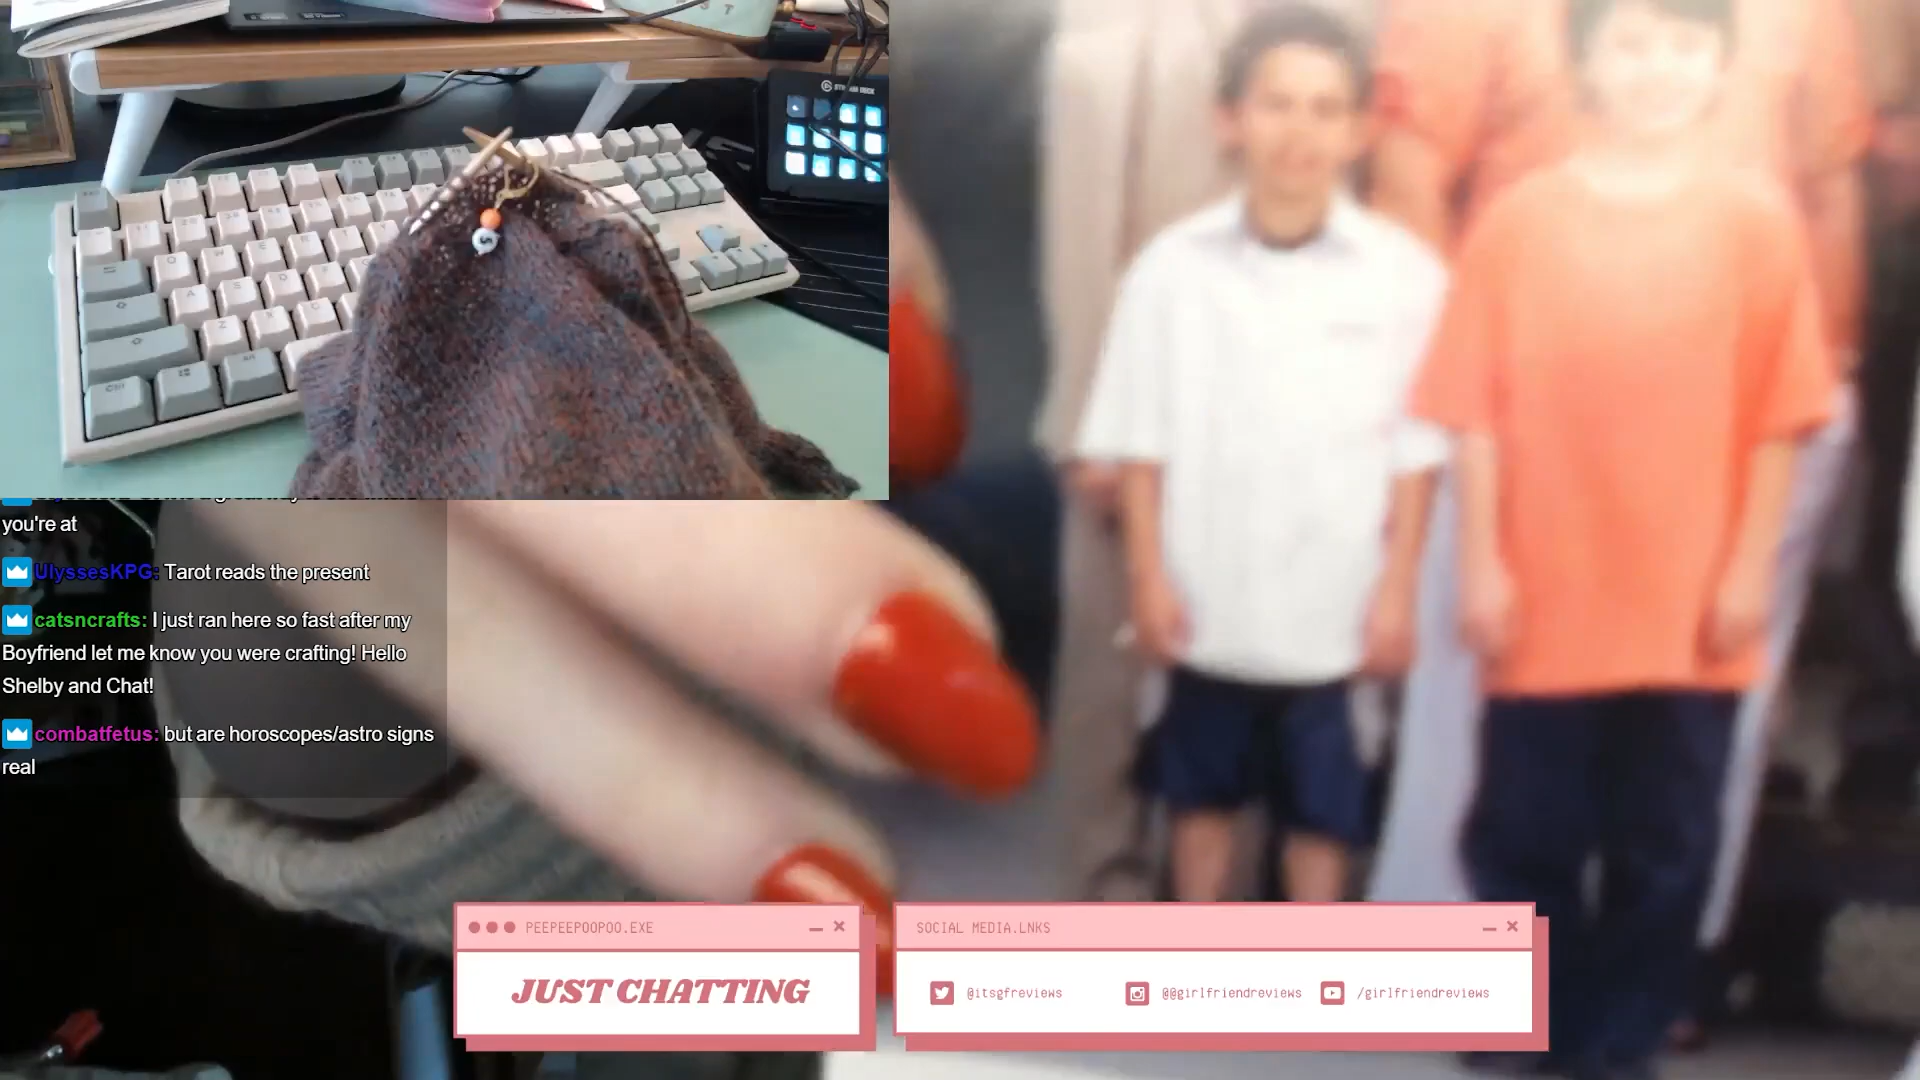 you're at
UlyssesKPG: Tarot reads the present
catsncrafts: I just ran here so fast after my
Boyfriend let me know you were crafting! Hello
Shelby and Chat!
combatfetus: but are horoscopes/astro signs
real
PEEPEEPOOPOO.EXE
JUST CHATTING
SOCIAL MEDIA.LNKS
@itsgfreviews
@@girlfriendreviews
/girlfriendreviews